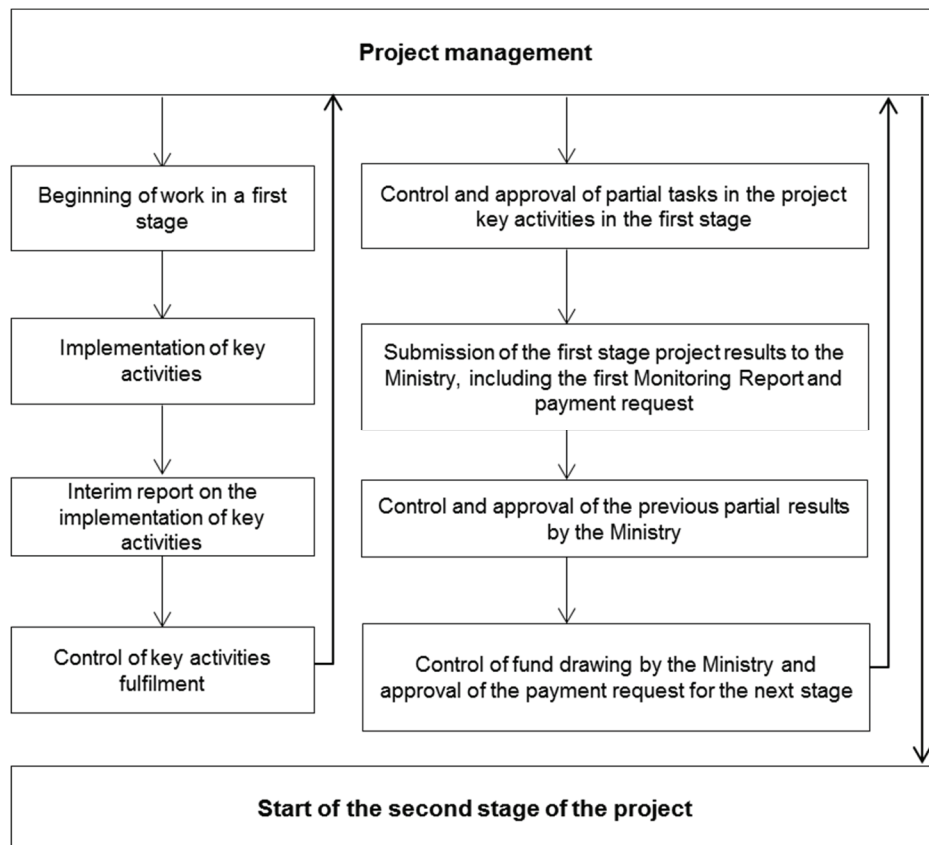 Project management
Beginning of work in a first
stage
Implementation of key
activities
Interim report on the
implementation of key
activities
Control of key activities
fulfilment
Control and approval of partial tasks in the project
key activities in the first stage
Submission of the first stage project results to the
Ministry, including the first Monitoring Report and
payment request
Control and approval of the previous partial results
by the Ministry
Control of fund drawing by the Ministry and
approval of the payment request for the next stage
Start of the second stage of the project